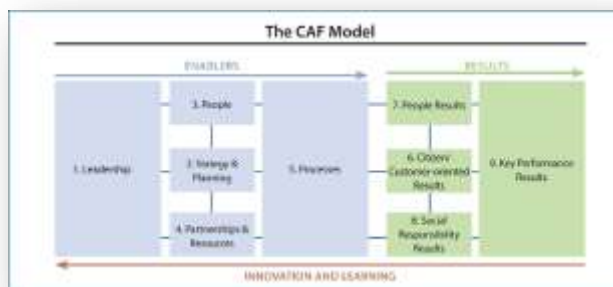 The CAF Model
ENABLERS
RESULTS
1. Leadership
3. People
2. Strategy &
Planning
4. Partnerships &
Resources
5. Processes
7. People Results
6. Citizen/
Customer-oriented
Results
8. Social
Responsibility
Results
9. Key Performance
Results
INNOVATION AND LEARNING